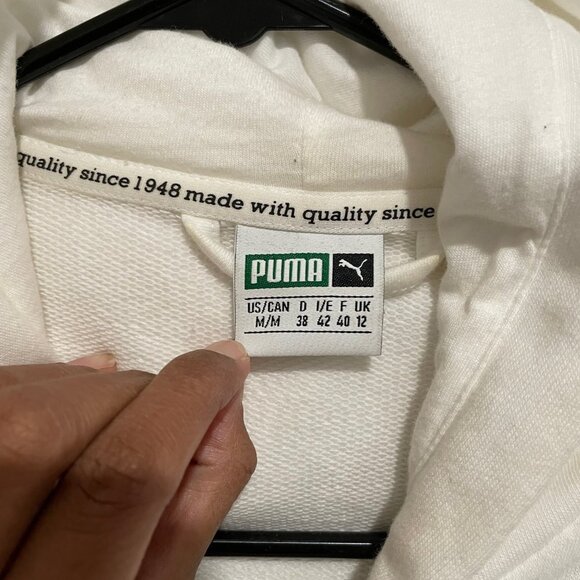 quality since 1948 made with quality since
PUMA
US/CAN D I/E F UK
M/M 38 42 40 12